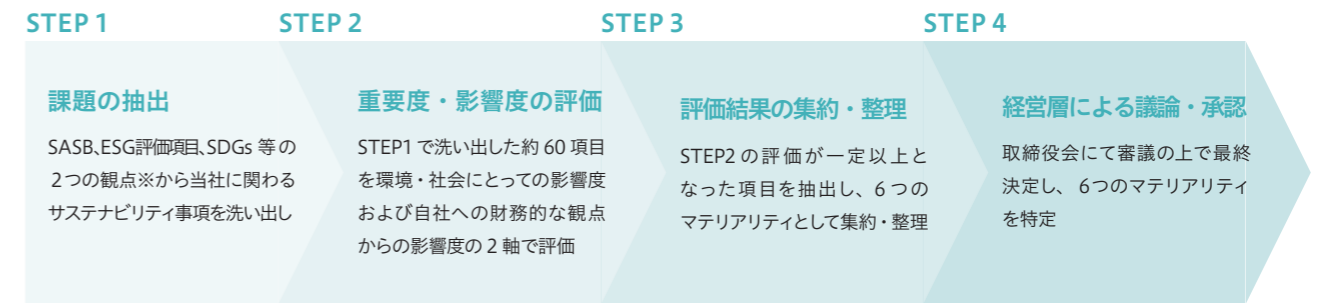 STEP 1
課題の抽出
SASB、ESG評価項目、SDGs 等の
2つの観点※から当社に関わる
サステナビリティ事項を洗い出し
STEP 2
重要度・影響度の評価
STEP1 で洗い出した約 60 項目
を環境・社会にとっての影響度
および自社への財務的な観点
からの影響度の 2 軸で評価
STEP 3
評価結果の集約・整理
STEP2 の評価が一定以上と
なった項目を抽出し、6 つの
マテリアリティとして集約・整理
STEP 4
経営層による議論・承認
取締役会にて審議の上で最終
決定し、 6つのマテリアリティ
を特定